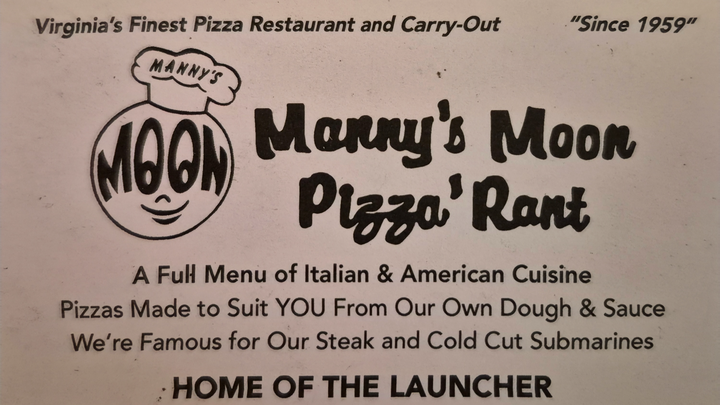 Virginia's Finest Pizza Restaurant and Carry-Out "Since 1959"
MANNY'S
MOON
Manny's Moon
Pizza' Rant
A Full Menu of Italian & American Cuisine
Pizzas Made to Suit YOU From Our Own Dough & Sauce
We're Famous for Our Steak and Cold Cut Submarines
HOME OF THE LAUNCHER